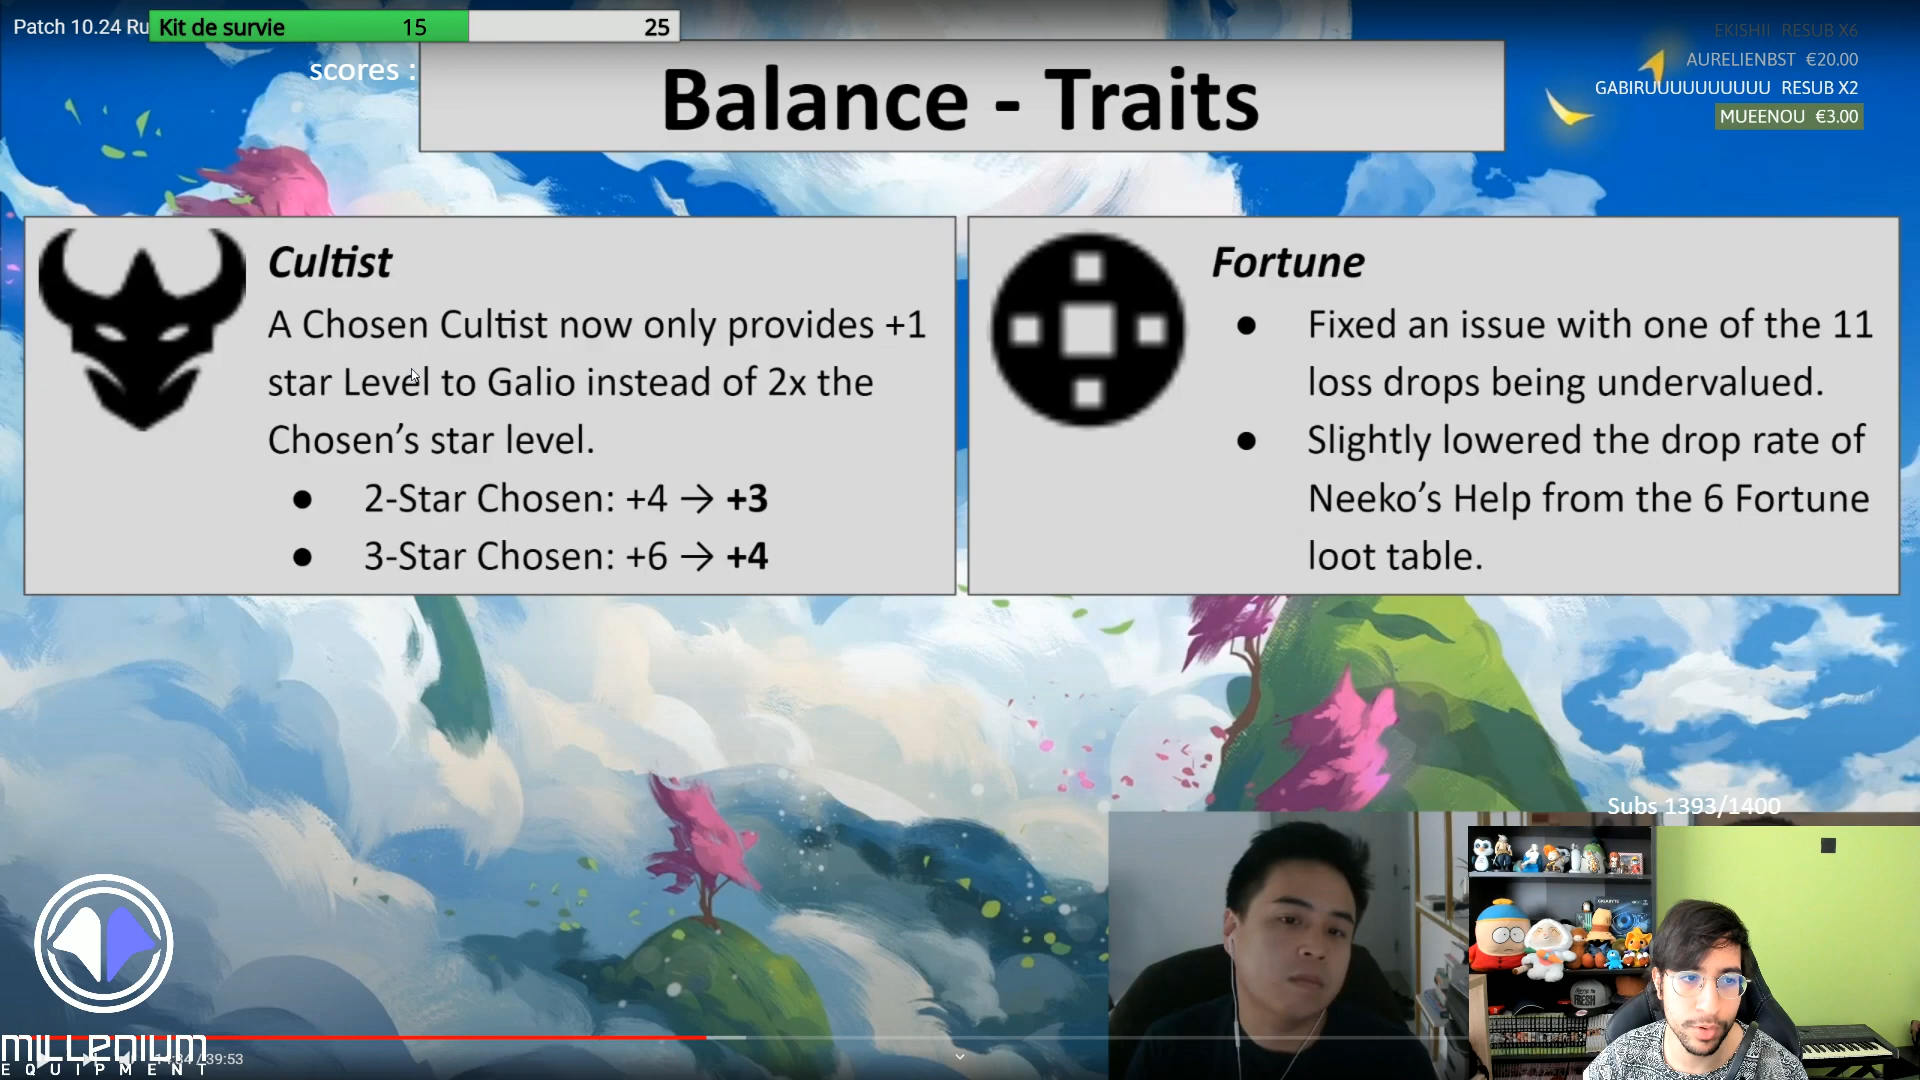 Patch 10.24 Ru
Kit de survie 15 25
scores :
EKISHII RESUB X6
AURELIENBST €20.00
GABIRUUUUUUUUUU RESUB X2
MUEENOU €3.00
Balance - Traits
Cultist
A Chosen Cultist now only provides +1
star Level to Galio instead of 2x the
Chosen's star level.
● 2-Star Chosen: +4 → +3
● 3-Star Chosen: +6 → +4
Fortune
● Fixed an issue with one of the 11
loss drops being undervalued.
● Slightly lowered the drop rate of
Neeko's Help from the 6 Fortune
loot table.
Subs 1393/1400
MILLENIUM
EQUIPMENT
/ 39:53